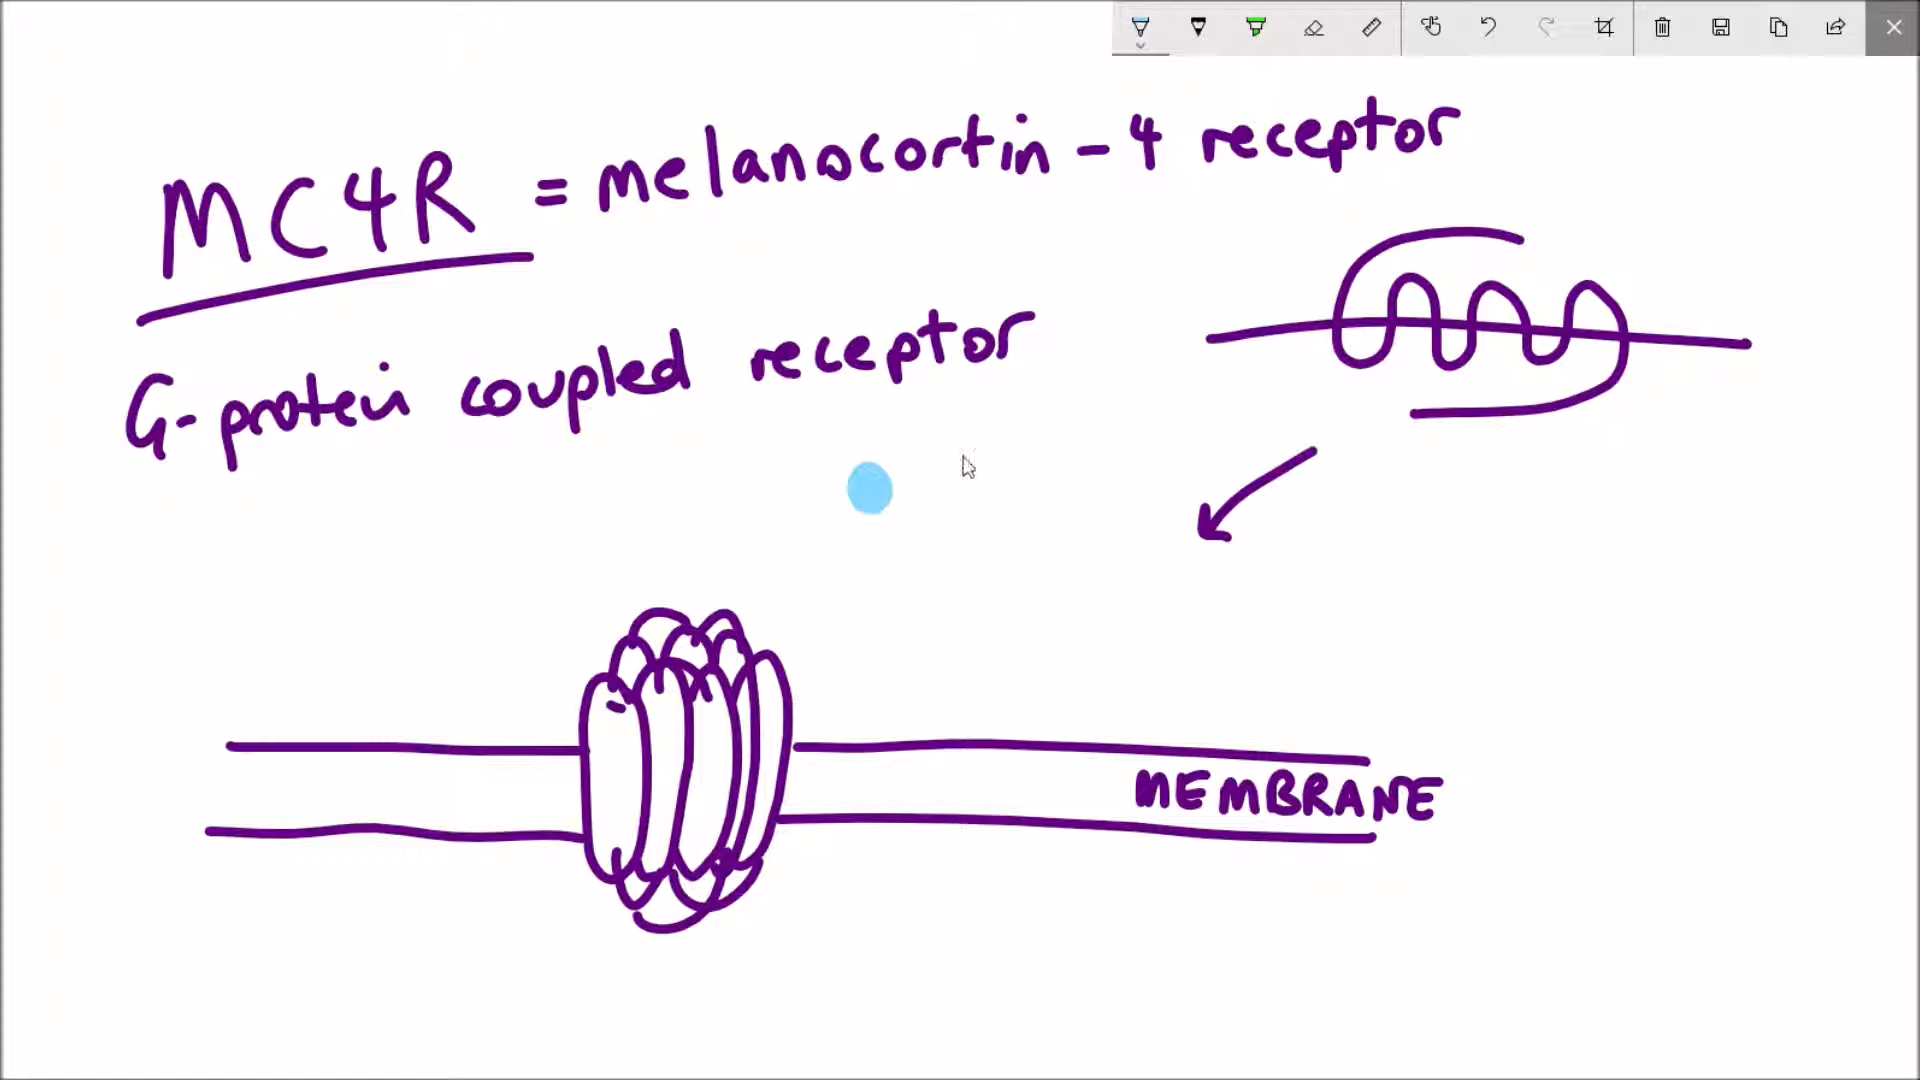 MC4R = melanocortin-4 receptor
G-protein coupled receptor
MEMBRANE